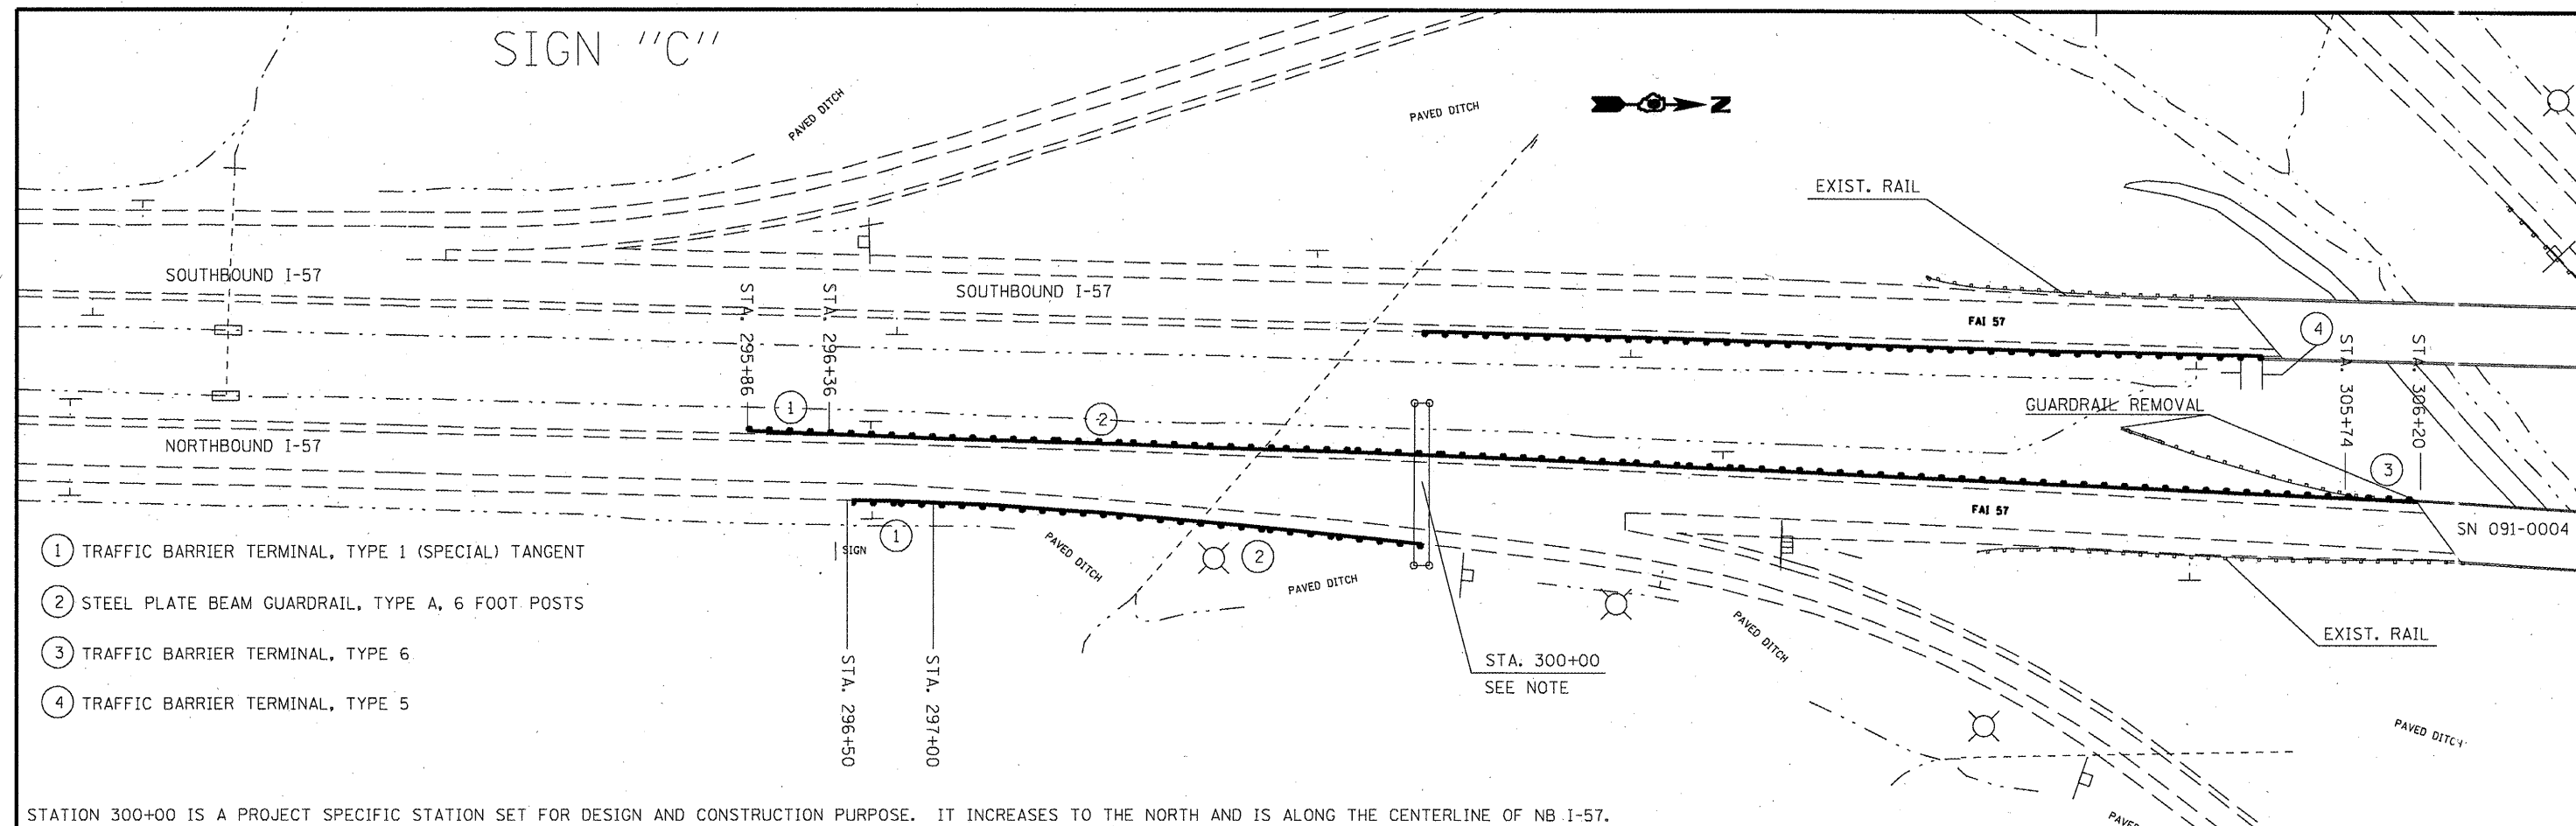 SIGN "C"
PAVED DITCH
PAVED DITCH
N
EXIST. RAIL
SOUTHBOUND I-57
SOUTHBOUND I-57
STA. 295+86
STA. 296+36
FAI 57
4
STA. 305+74
STA. 306+20
1
2
GUARDRAIL REMOVAL
NORTHBOUND I-57
3
FAI 57
SN 091-0004
1 TRAFFIC BARRIER TERMINAL, TYPE 1 (SPECIAL) TANGENT
SIGN
1
2
PAVED DITCH
PAVED DITCH
2 STEEL PLATE BEAM GUARDRAIL, TYPE A, 6 FOOT POSTS
3 TRAFFIC BARRIER TERMINAL, TYPE 6
4 TRAFFIC BARRIER TERMINAL, TYPE 5
STA. 296+50
STA. 297+00
STA. 300+00
SEE NOTE
PAVED DITCH
EXIST. RAIL
PAVED DITCH
STATION 300+00 IS A PROJECT SPECIFIC STATION SET FOR DESIGN AND CONSTRUCTION PURPOSE. IT INCREASES TO THE NORTH AND IS ALONG THE CENTERLINE OF NB I-57.